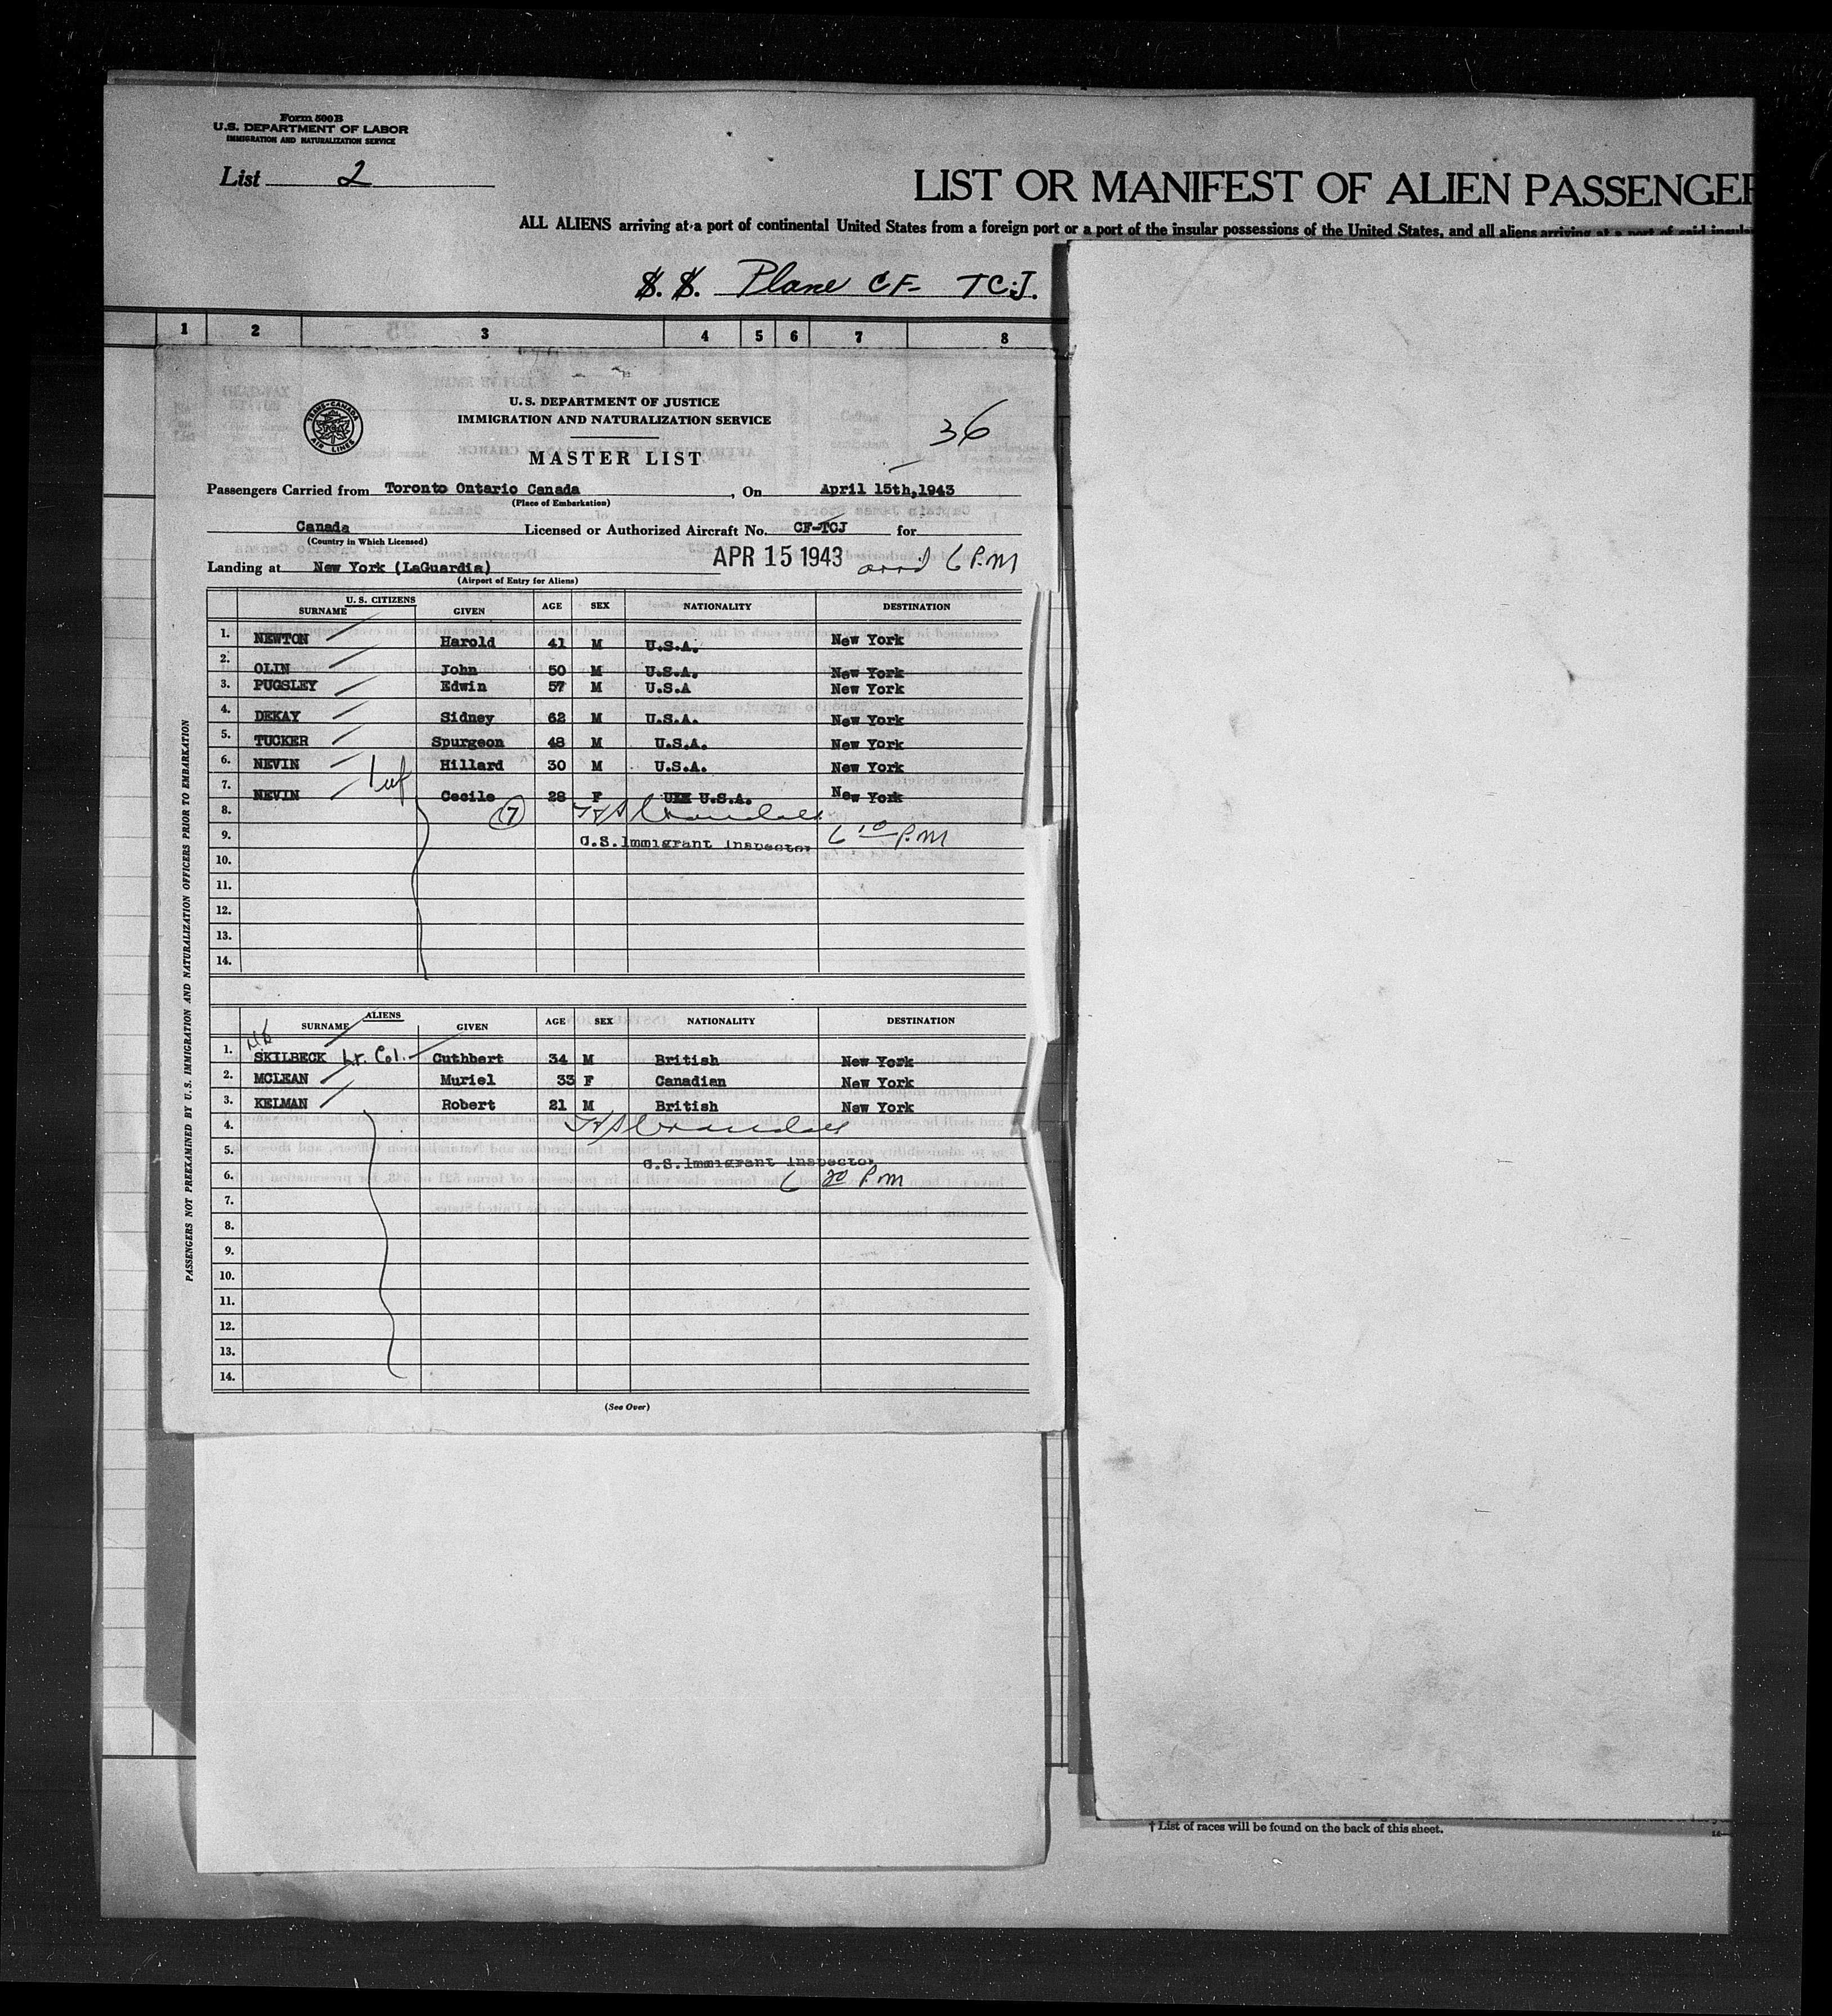 Form 500B
U.S. DEPARTMENT OF LABOR
IMMIGRATION AND NATURALIZATION SERVICE
List 2
LIST OR MANIFEST OF ALIEN PASSENGER
ALL ALIENS arriving at a port of continental United States from a foreign port or a port of the insular possessions of the United States, and all aliens arriving at a port of said insular
S. S. Plane CF- TCJ.
1 2 3 4 5 6 7 8
TRANS-CANADA AIR LINES
U. S. DEPARTMENT OF JUSTICE
IMMIGRATION AND NATURALIZATION SERVICE
36
MASTER LIST
Passengers Carried from Toronto Ontario Canada, On April 15th,1943
(Place of Embarkation)
Canada Licensed or Authorized Aircraft No. CF-TCJ for
(Country in Which Licensed)
APR 15 1943 arrd 6 P.M
Landing at New York (LaGuardia)
(Airport of Entry for Aliens)
U. S. CITIZENS
SURNAME GIVEN AGE SEX NATIONALITY DESTINATION
1. NEWTON Harold 41 M U.S.A. New York
2. OLIN John 50 M U.S.A. New York
3. PUGSLEY Edwin 57 M U.S.A New York
4. DEKAY Sidney 62 M U.S.A. New York
5. TUCKER Spurgeon 48 M U.S.A. New York
6. NEVIN Hillard 30 M U.S.A. New York
7. NEVIN Cecile 28 F U.S.A. New York
8. 7
9. U.S.Immigrant Inspector 6 10 P.M
10.
11.
12.
13.
14.
ALIENS
SURNAME GIVEN AGE SEX NATIONALITY DESTINATION
1. SKILBECK Lt. Col. Cuthbert 34 M British New York
2. MCLEAN Muriel 33 F Canadian New York
3. KELMAN Robert 21 M British New York
4.
5. U.S.Immigrant Inspector
6. 6 20 P.M
7.
8.
9.
10.
11.
12.
13.
14.
(See Over)
PASSENGERS NOT PREEXAMINED BY U. S. IMMIGRATION AND NATURALIZATION OFFICERS PRIOR TO EMBARKATION
† List of races will be found on the back of this sheet.